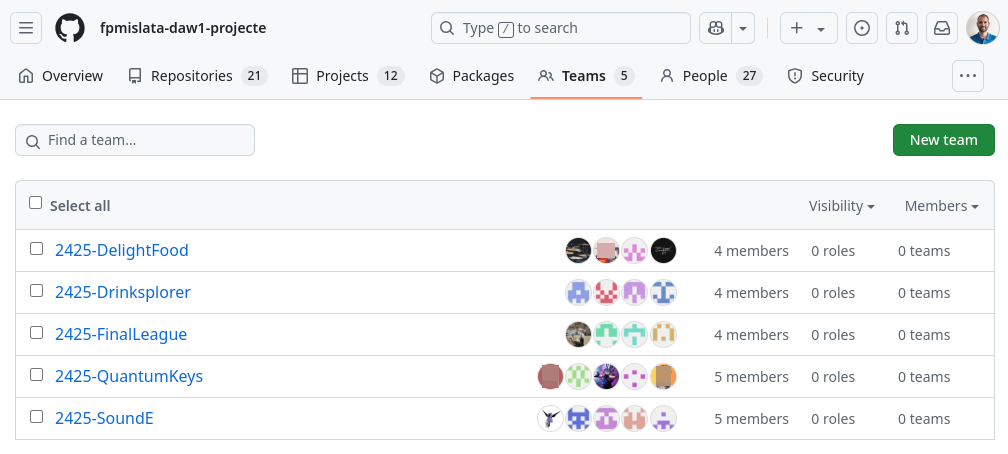 fpmislata-daw1-projecte
Type / to search
Overview
Repositories 21
Projects 12
Packages
Teams 5
People 27
Security
Find a team...
New team
Select all
Visibility
Members
2425-DelightFood 4 members 0 roles 0 teams
2425-Drinksplorer 4 members 0 roles 0 teams
2425-FinalLeague 4 members 0 roles 0 teams
2425-QuantumKeys 5 members 0 roles 0 teams
2425-SoundE 5 members 0 roles 0 teams